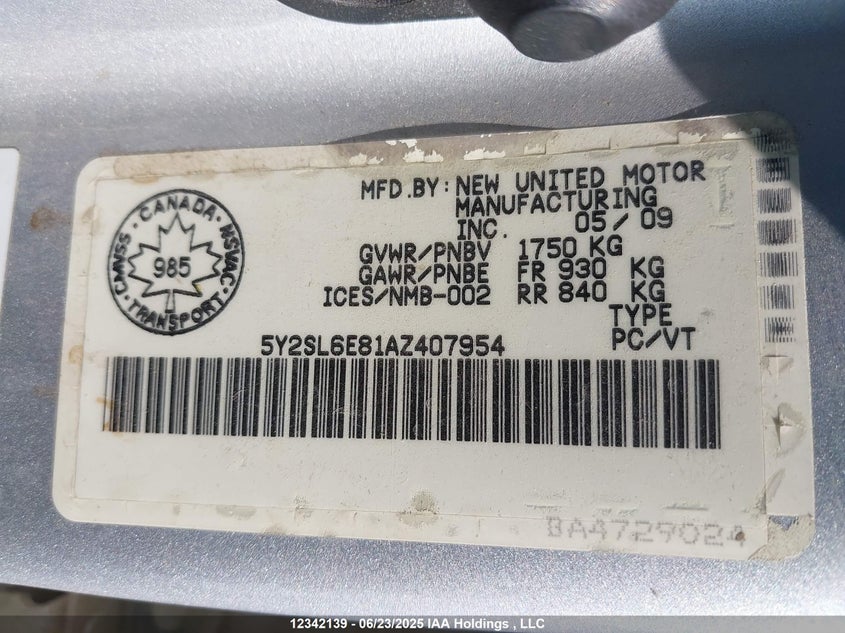 MFD.BY: NEW UNITED MOTOR
MANUFACTURING
INC. 05/09
GVWR/PNBV 1750 KG
GAWR/PNBE FR 930 KG
ICES/NMB-002 RR 840 KG
TYPE
PC/VT
CANADA
CMVSS NSVAC
985
TRANSPORT
5Y2SL6E81AZ407954
BA4729024
12342139 - 06/23/2025 IAA Holdings , LLC